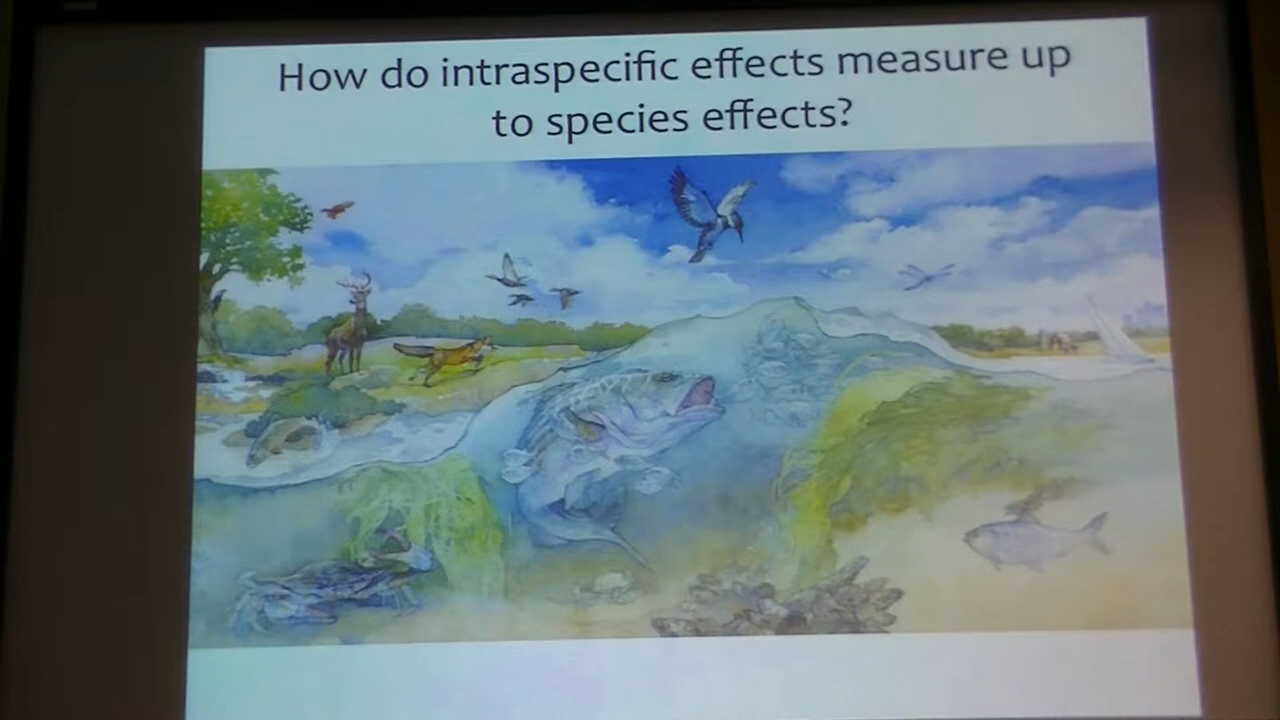 How do intraspecific effects measure up
to species effects?